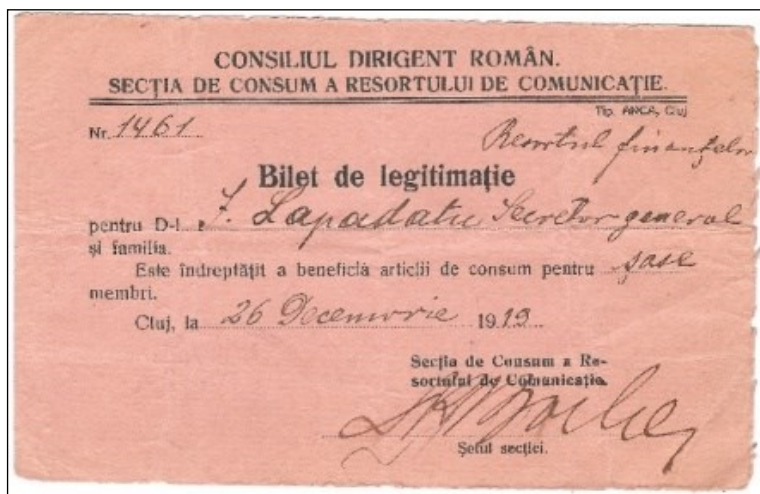 CONSILIUL DIRIGENT ROMÂN.
SECȚIA DE CONSUM A RESORTULUI DE COMUNICAȚIE.
Tip. ANCA, Cluj
Nr. 1461
Resortul finanțelor
Bilet de legitimație
pentru D-l I. Lapadatu Secretar general
și familia.
Este îndreptățit a beneficia articlii de consum pentru șase
membri.
Cluj, la 26 Decemvrie 1919
Secția de Consum a Re-
sortului de Comunicație.
Șeful secției.